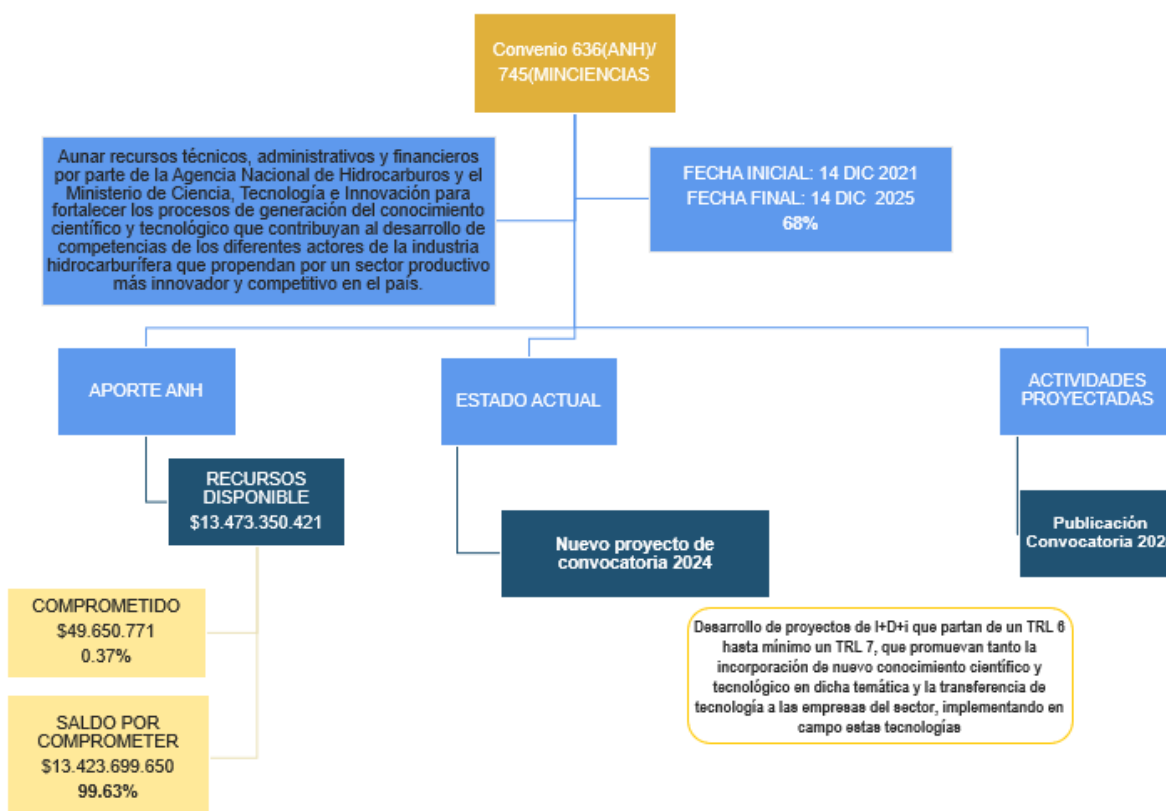 Convenio 636(ANH)/
745(MINCIENCIAS
Aunar recursos técnicos, administrativos y financieros
por parte de la Agencia Nacional de Hidrocarburos y el
Ministerio de Ciencia, Tecnología e Innovación para
fortalecer los procesos de generación del conocimiento
científico y tecnológico que contribuyan al desarrollo de
competencias de los diferentes actores de la industria
hidrocarburífera que propendan por un sector productivo
más innovador y competitivo en el país.
FECHA INICIAL: 14 DIC 2021
FECHA FINAL: 14 DIC 2025
68%
APORTE ANH
ESTADO ACTUAL
ACTIVIDADES
PROYECTADAS
RECURSOS
DISPONIBLE
$13.473.350.421
Nuevo proyecto de
convocatoria 2024
Publicación
Convocatoria
COMPROMETIDO
$49.650.771
0.37%
SALDO POR
COMPROMETER
$13.423.699.650
99.63%
Desarrollo de proyectos de I+D+i que partan de un TRL 6
hasta mínimo un TRL 7, que promuevan tanto la
incorporación de nuevo conocimiento científico y
tecnológico en dicha temática y la transferencia de
tecnología a las empresas del sector, implementando en
campo estas tecnologías